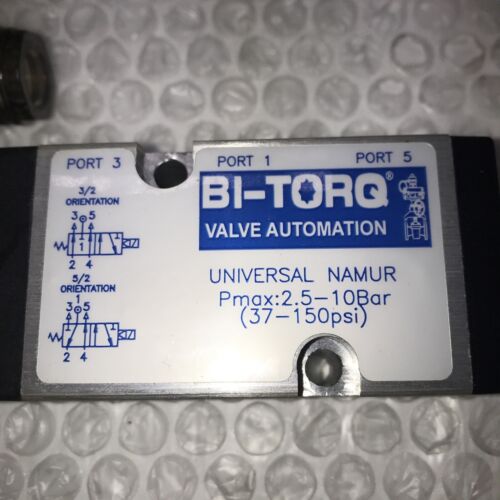 PORT 3 PORT 1 PORT 5
3/2
ORIENTATION
3 5
1
2 4
5/2
ORIENTATION
1
3 5
2 4
BI-TORQ®
VALVE AUTOMATION
UNIVERSAL NAMUR
Pmax:2.5-10Bar
(37-150psi)